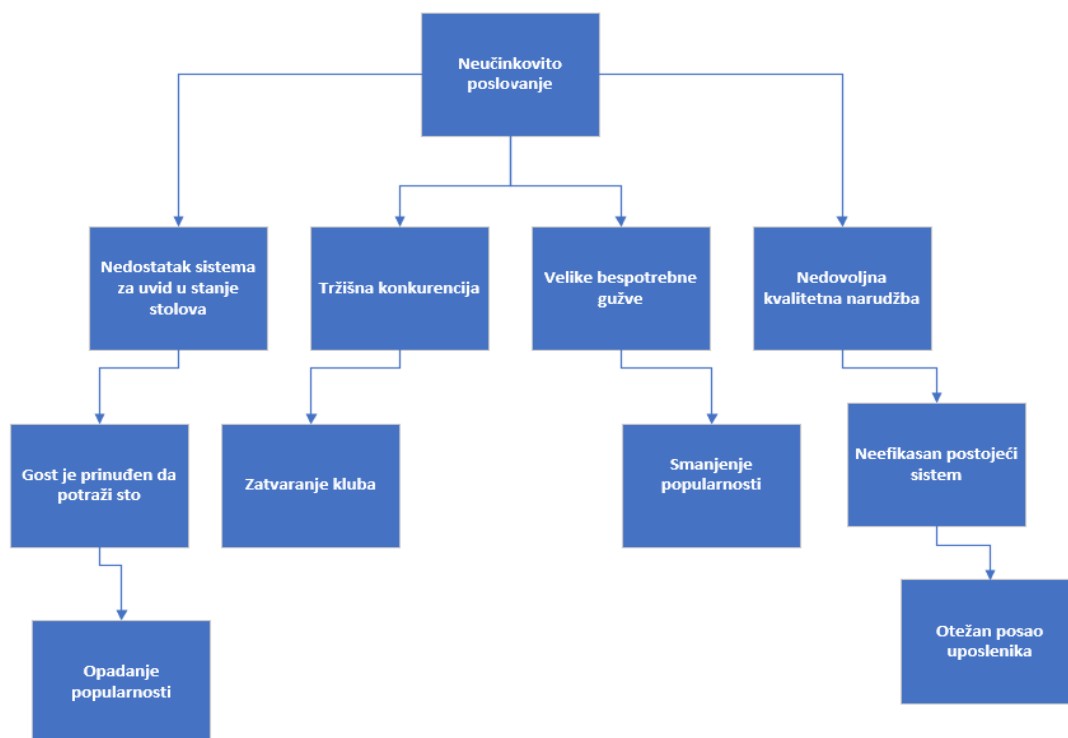 Neučinkovito
poslovanje
Nedostatak sistema
za uvid u stanje
stolova
Tržišna konkurencija
Velike bespotrebne
gužve
Nedovoljna
kvalitetna narudžba
Gost je prinuđen da
potraži sto
Zatvaranje kluba
Smanjenje
popularnosti
Neefikasan postojeći
sistem
Opadanje
popularnosti
Otežan posao
uposlenika